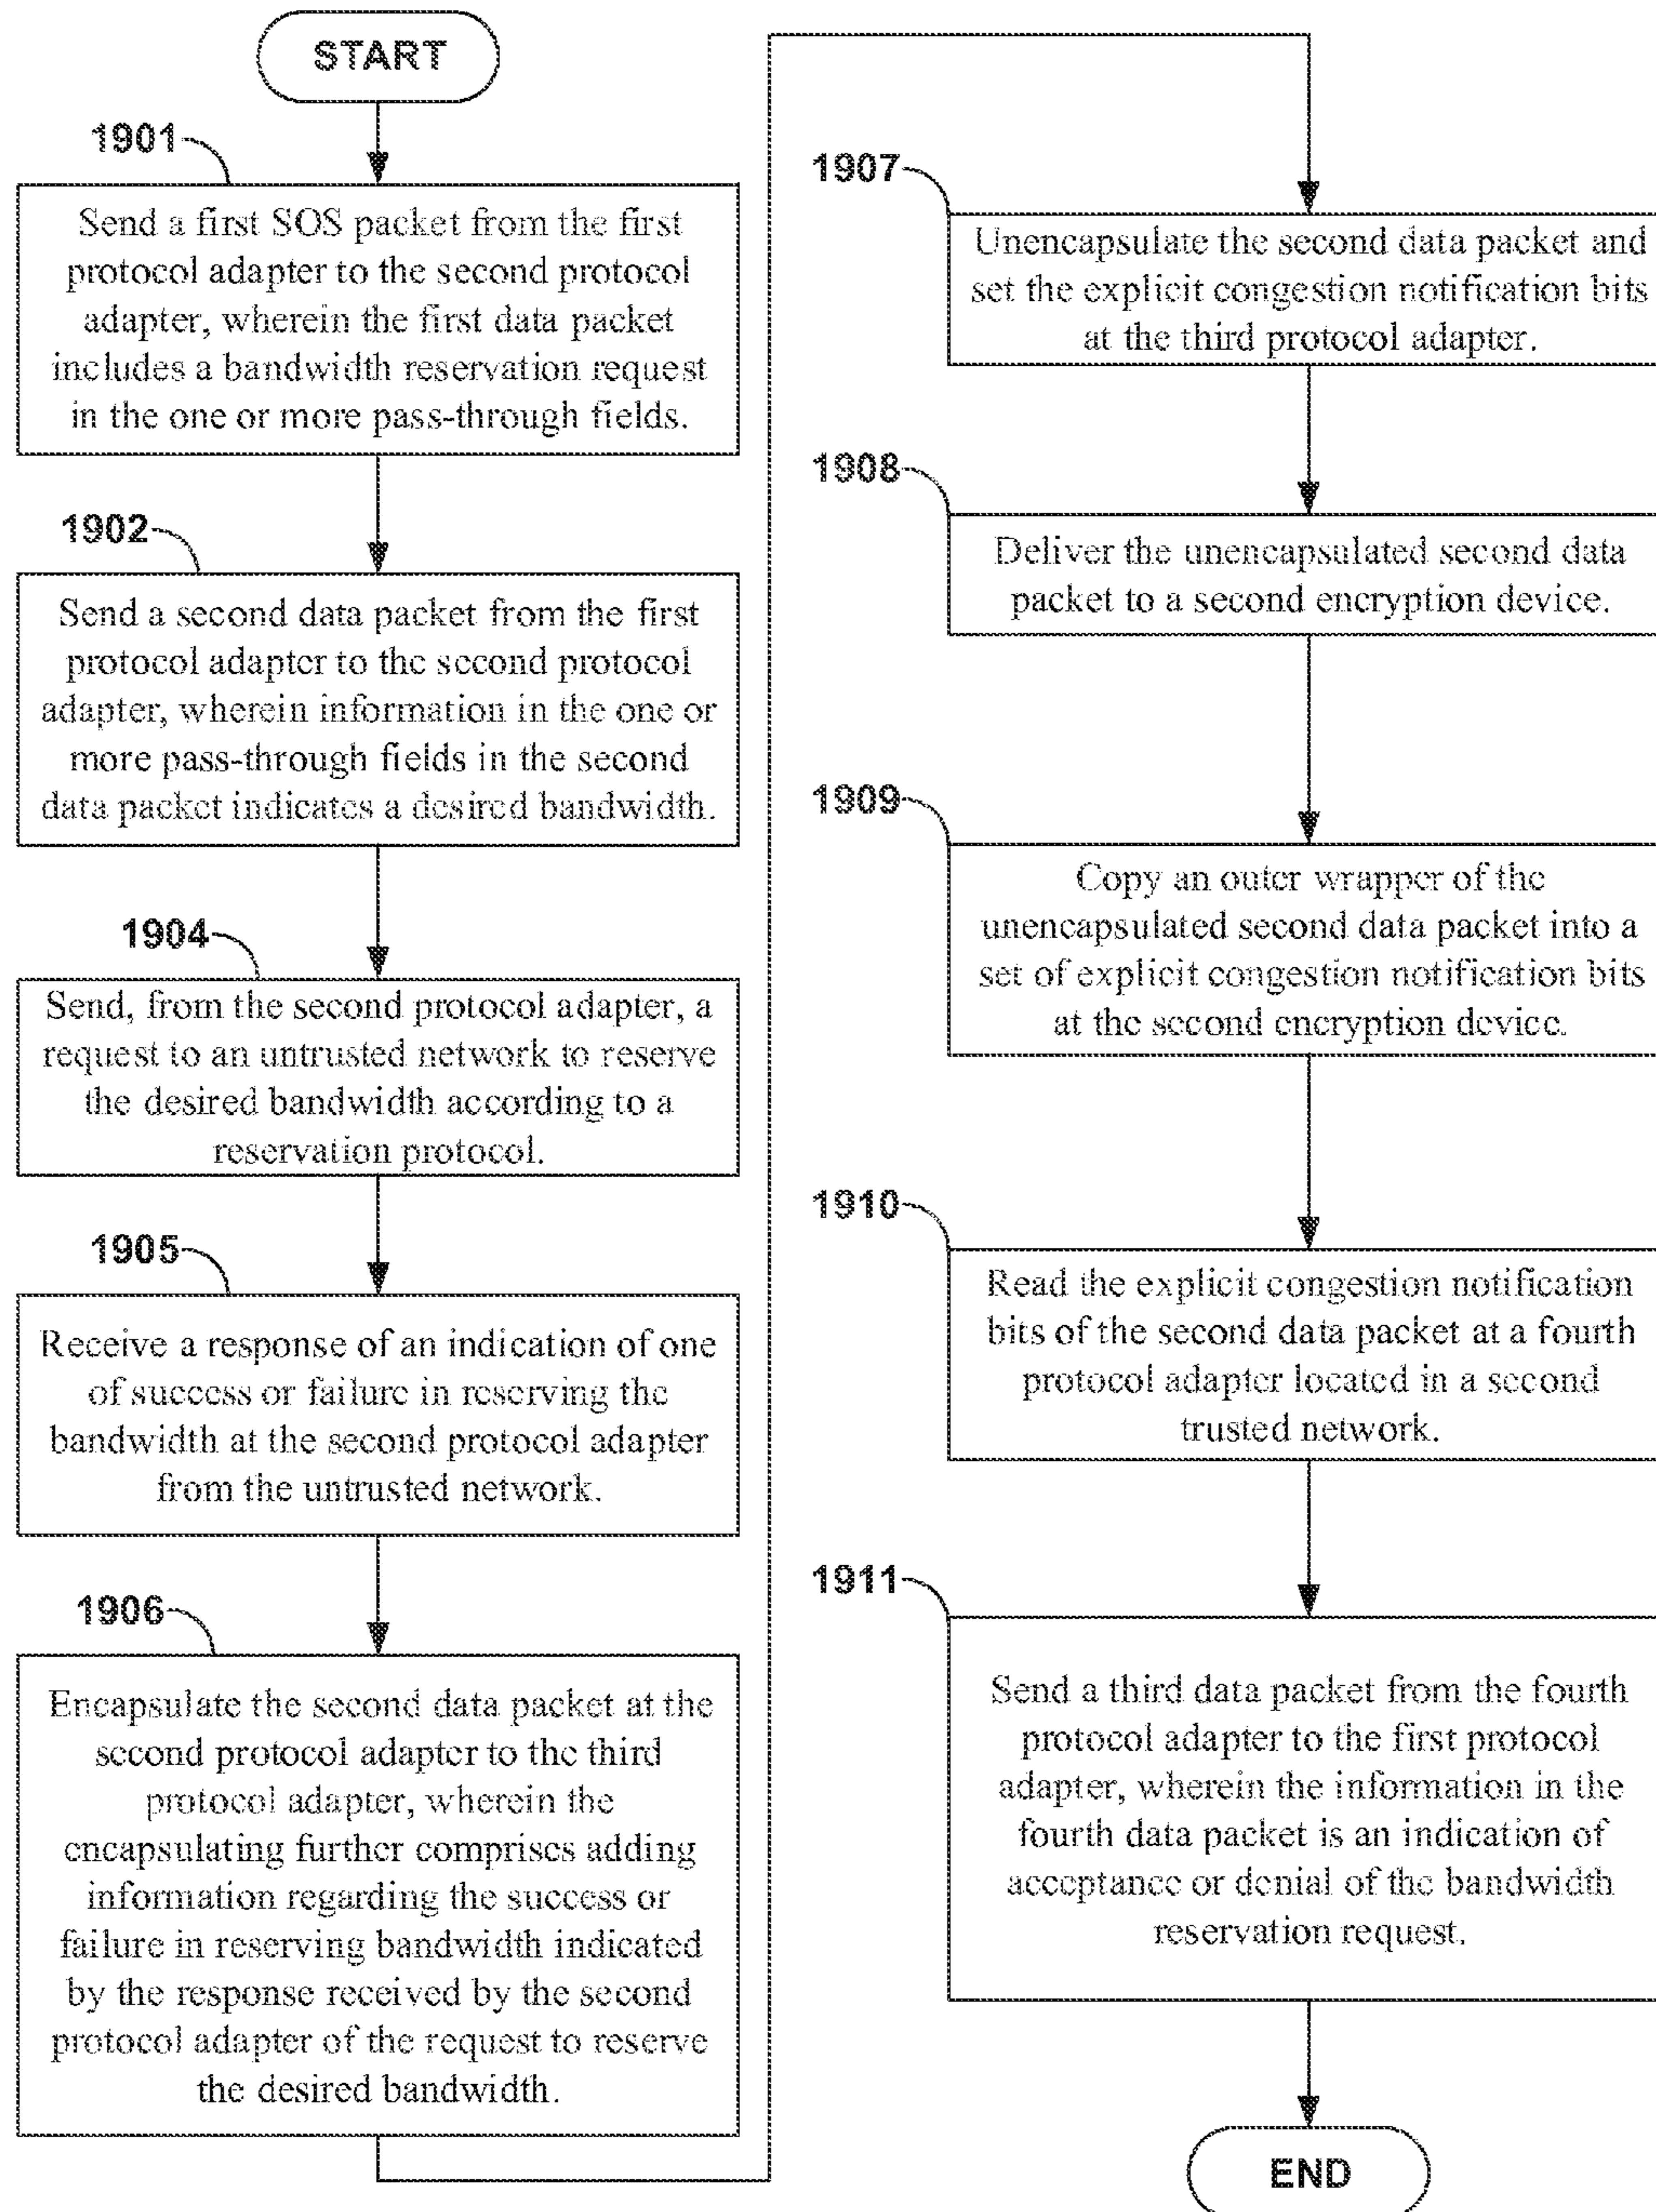 START
1901
Send a first SOS packet from the first
protocol adapter to the second protocol
adapter, wherein the first data packet
includes a bandwidth reservation request
in the one or more pass-through fields.
1902
Send a second data packet from the first
protocol adapter to the second protocol
adapter, wherein information in the one or
more pass-through fields in the second
data packet indicates a desired bandwidth.
1904
Send, from the second protocol adapter, a
request to an untrusted network to reserve
the desired bandwidth according to a
reservation protocol.
1905
Receive a response of an indication of one
of success or failure in reserving the
bandwidth at the second protocol adapter
from the untrusted network.
1906
Encapsulate the second data packet at the
second protocol adapter to the third
protocol adapter, wherein the
encapsulating further comprises adding
information regarding the success or
failure in reserving bandwidth indicated
by the response received by the second
protocol adapter of the request to reserve
the desired bandwidth.
1907
Unencapsulate the second data packet and
set the explicit congestion notification bits
at the third protocol adapter.
1908
Deliver the unencapsulated second data
packet to a second encryption device.
1909
Copy an outer wrapper of the
unencapsulated second data packet into a
set of explicit congestion notification bits
at the second encryption device.
1910
Read the explicit congestion notification
bits of the second data packet at a fourth
protocol adapter located in a second
trusted network.
1911
Send a third data packet from the fourth
protocol adapter to the first protocol
adapter, wherein the information in the
fourth data packet is an indication of
acceptance or denial of the bandwidth
reservation request.
END